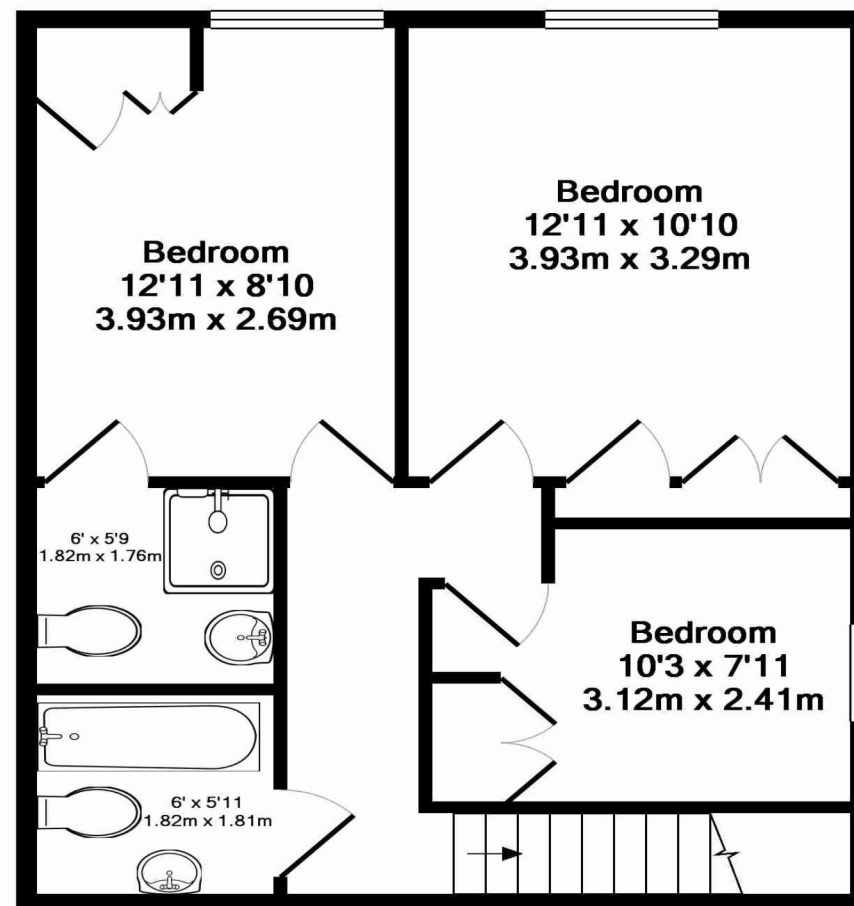 Bedroom
12'11 x 10'10
3.93m x 3.29m
Bedroom
12'11 x 8'10
3.93m x 2.69m
6' x 5'9
1.82m x 1.76m
Bedroom
10'3 x 7'11
3.12m x 2.41m
6' x 5'11
1.82m x 1.81m